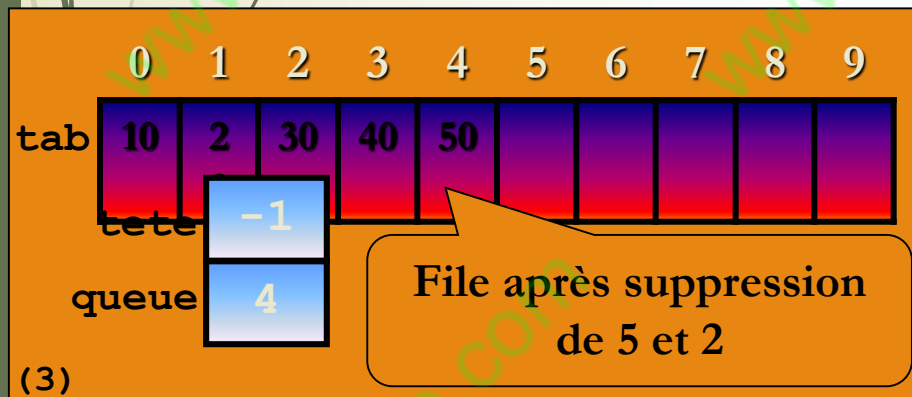 0 1 2 3 4 5 6 7 8 9
tab 10 2 30 40 50
tete -1
queue 4
File après suppression
de 5 et 2
(3)